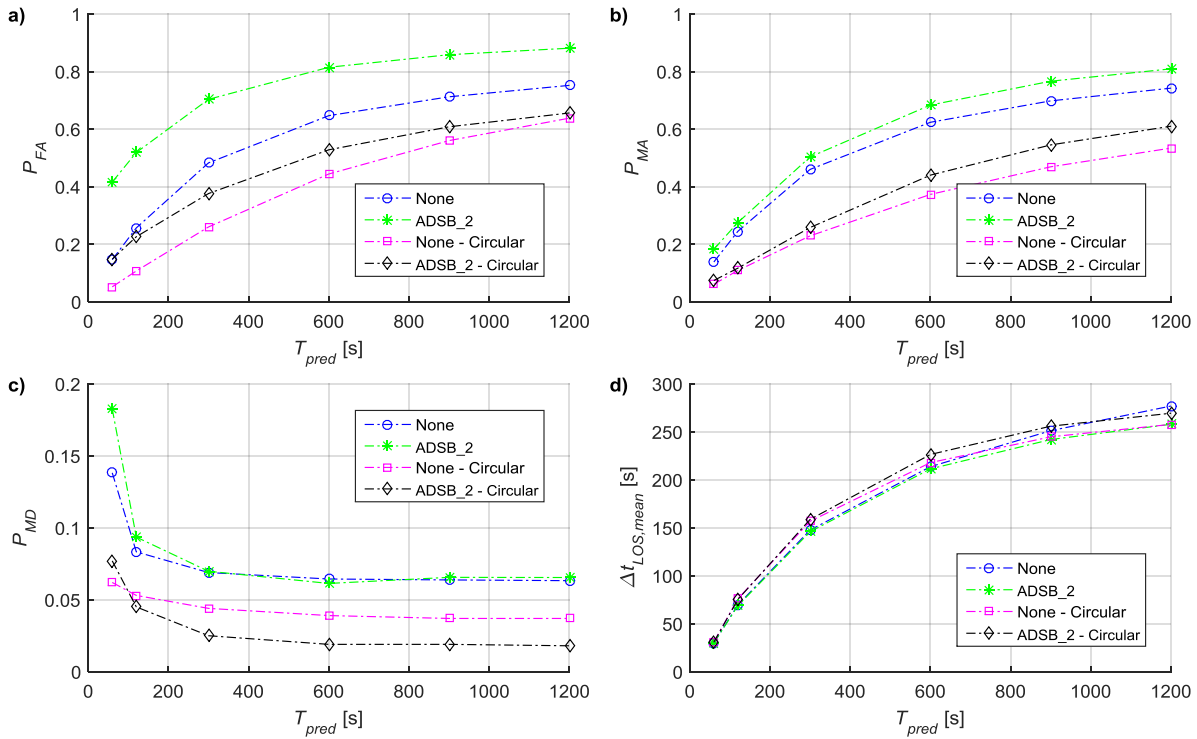 a)
1
0.8
0.6
0.4
0.2
0
P_FA
0 200 400 600 800 1000 1200
T_pred [s]
None
ADSB_2
None - Circular
ADSB_2 - Circular
b)
1
0.8
0.6
0.4
0.2
0
P_MA
0 200 400 600 800 1000 1200
T_pred [s]
None
ADSB_2
None - Circular
ADSB_2 - Circular
c)
0.2
0.15
0.1
0.05
0
P_MD
0 200 400 600 800 1000 1200
T_pred [s]
None
ADSB_2
None - Circular
ADSB_2 - Circular
d)
300
250
200
150
100
50
0
Δt_LOS,mean [s]
0 200 400 600 800 1000 1200
T_pred [s]
None
ADSB_2
None - Circular
ADSB_2 - Circular